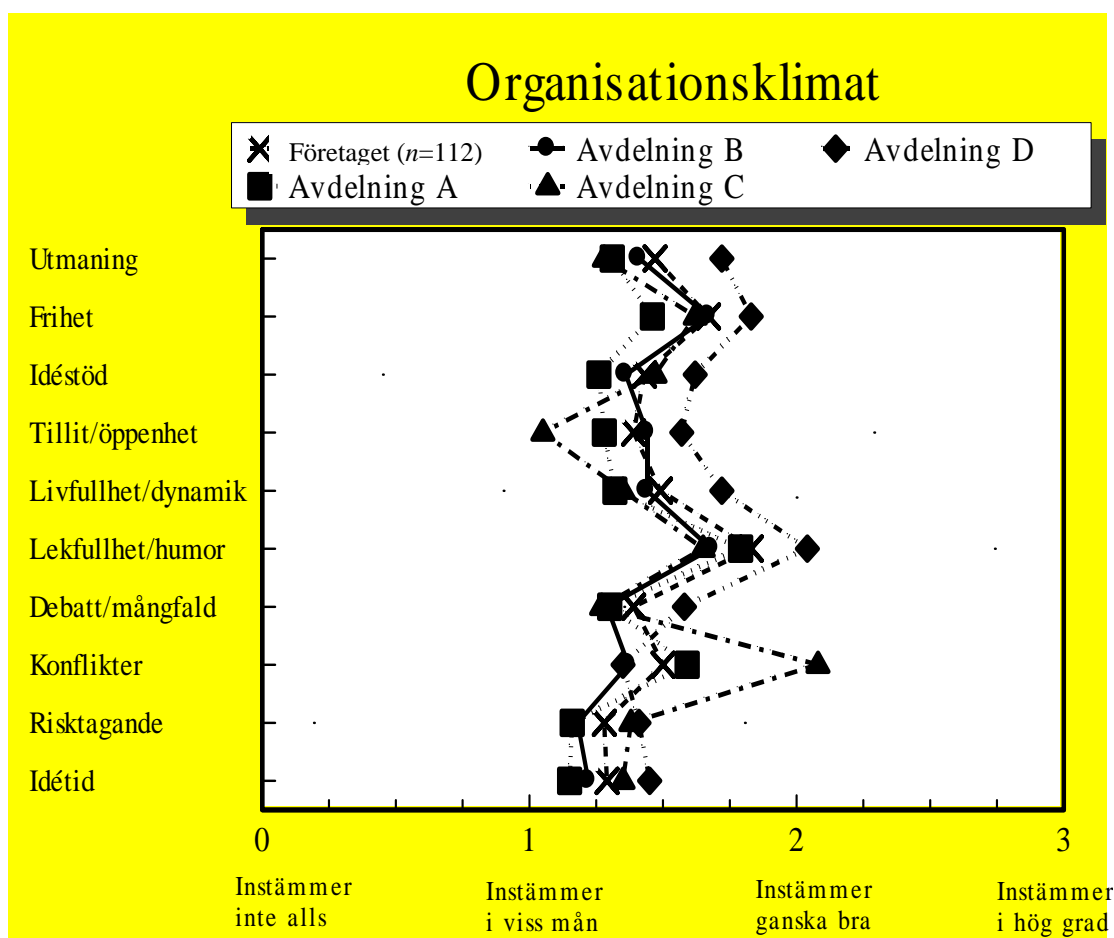 Organisationsklimat
Företaget (n=112) Avdelning B Avdelning D
Avdelning A Avdelning C
Utmaning
Frihet
Idéstöd
Tillit/öppenhet
Livfullhet/dynamik
Lekfullhet/humor
Debatt/mångfald
Konflikter
Risktagande
Idétid
0 1 2 3
Instämmer Instämmer Instämmer Instämmer
inte alls i viss mån ganska bra i hög grad